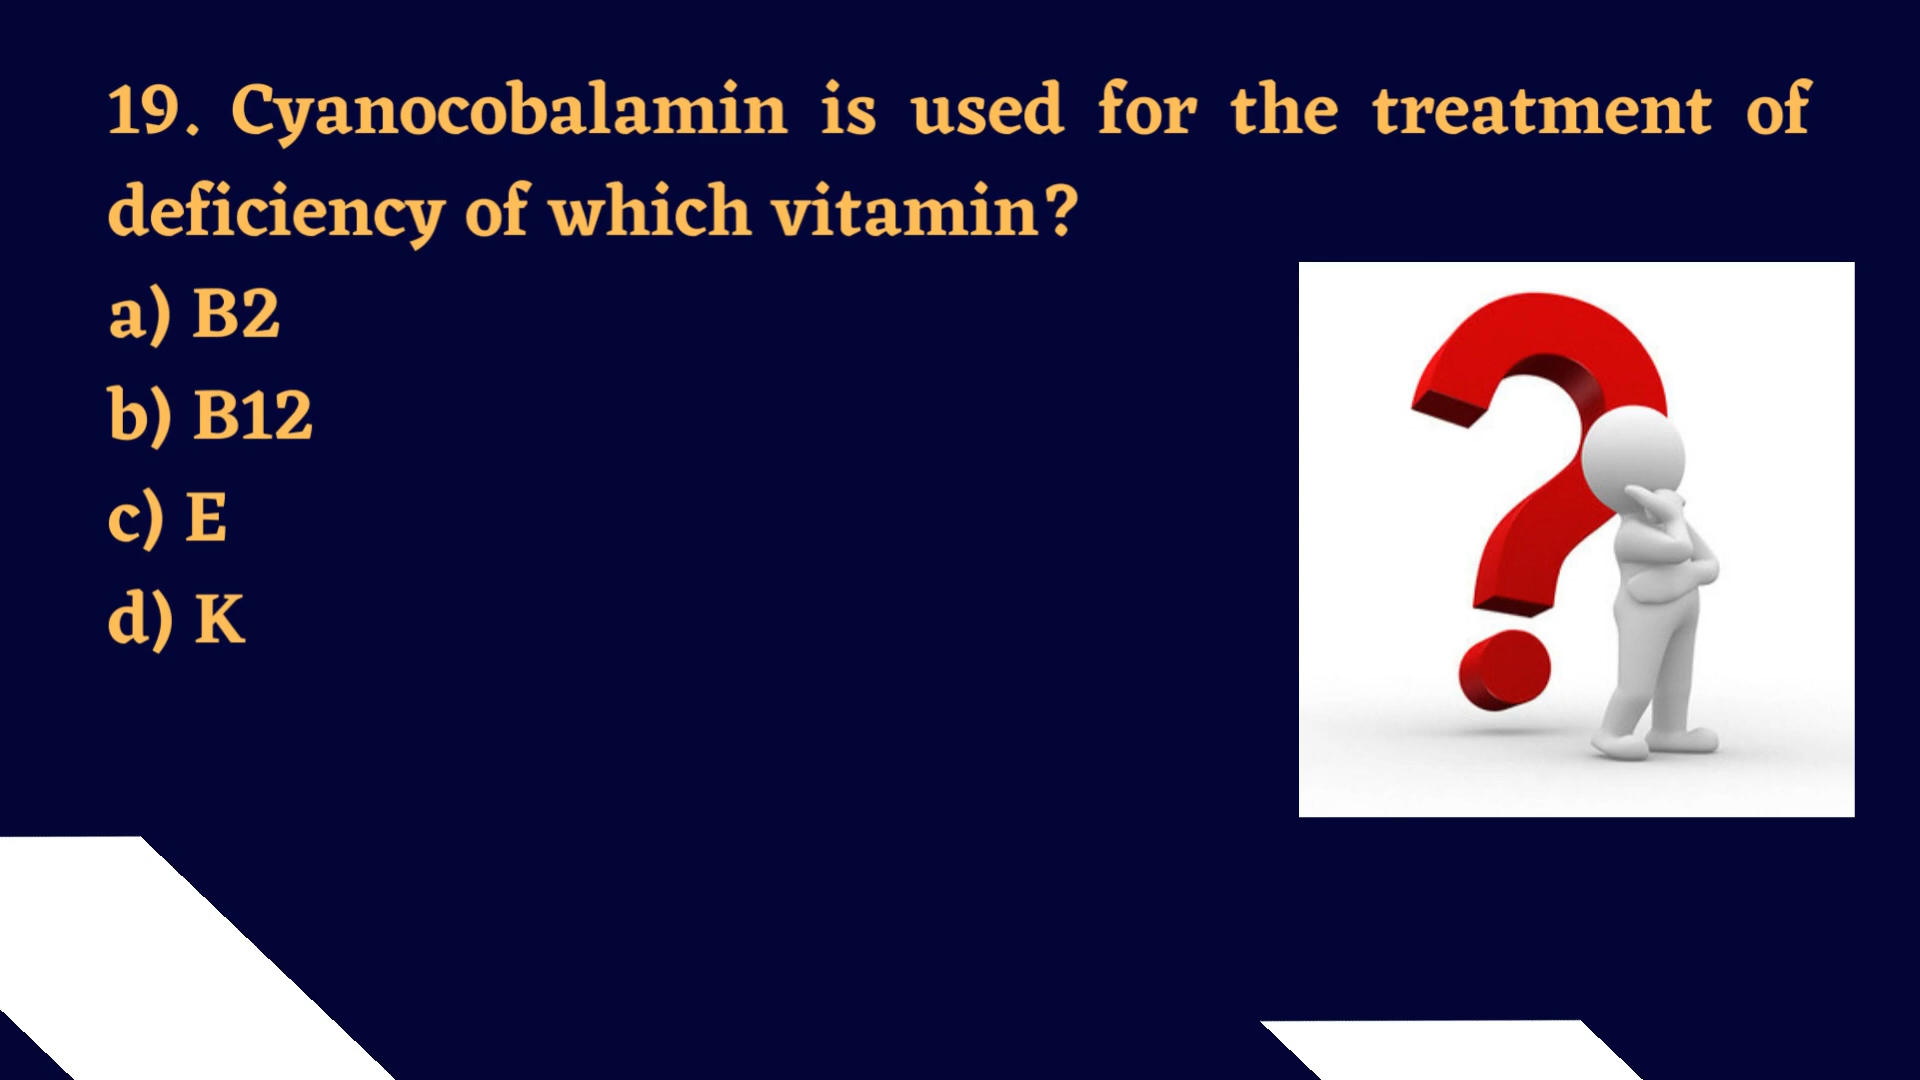 19. Cyanocobalamin is used for the treatment of
deficiency of which vitamin?
a) B2
b) B12
c) E
d) K